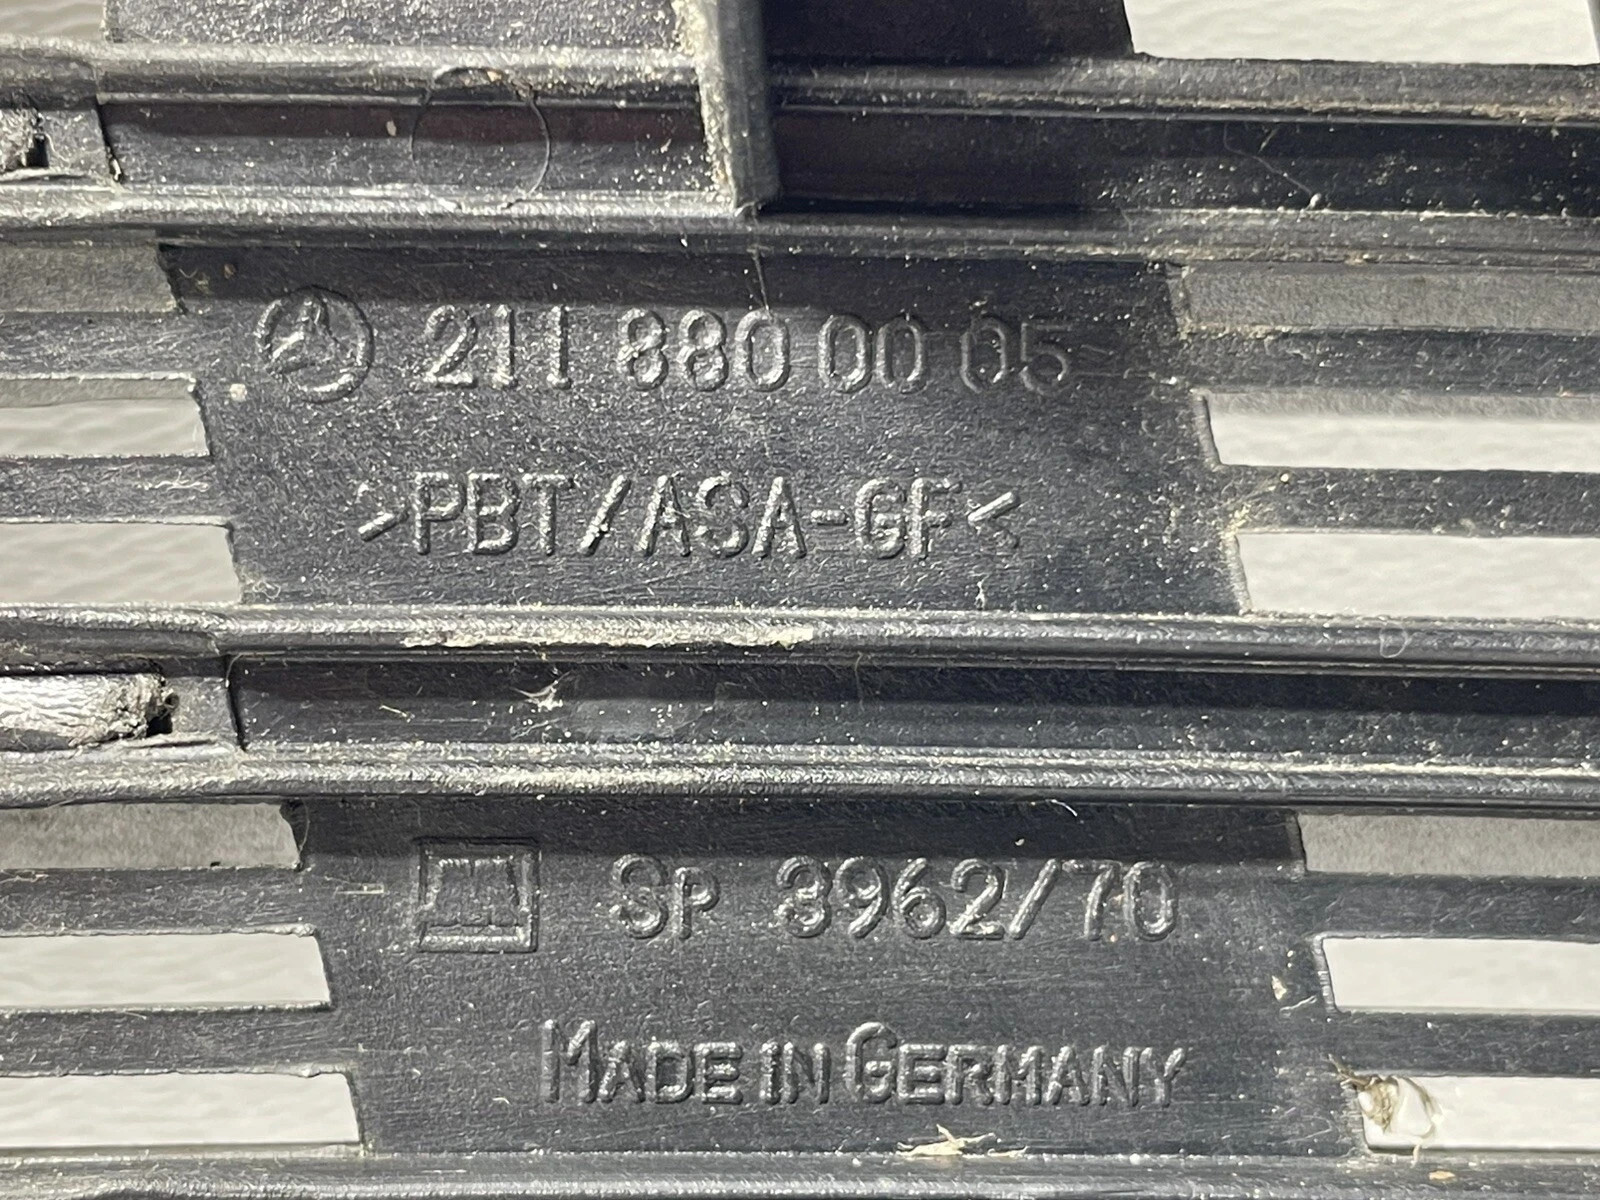 211 880 00 05
>PBT/ASA-GF<
SP 3962/70
MADE IN GERMANY